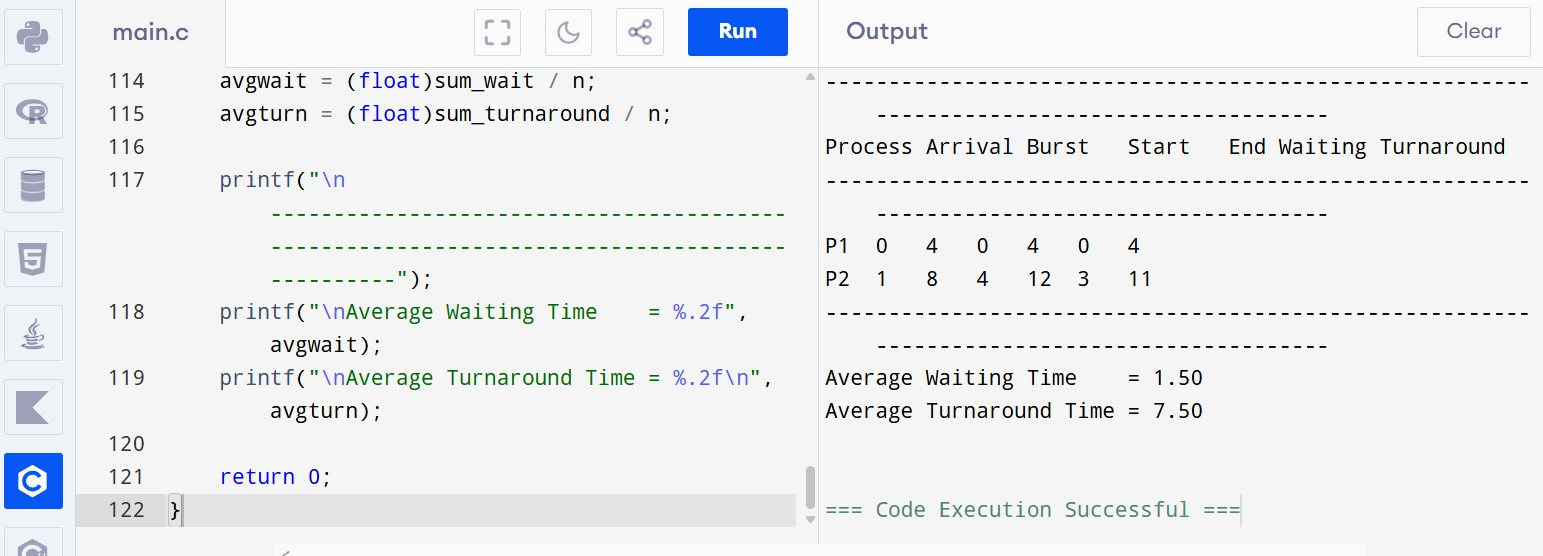 main.c
Run
114 avgwait = (float)sum_wait / n;
115 avgturn = (float)sum_turnaround / n;
116
117 printf("\n
-----------------------------------------
-----------------------------------------
----------");
118 printf("\nAverage Waiting Time    = %.2f",
avgwait);
119 printf("\nAverage Turnaround Time = %.2f\n",
avgturn);
120
121 return 0;
122 }
Output
Clear
--------------------------------------------------------
------------------------------------
Process Arrival Burst   Start   End Waiting Turnaround
--------------------------------------------------------
------------------------------------
P1  0   4   0   4   0   4
P2  1   8   4   12  3   11
--------------------------------------------------------
------------------------------------
Average Waiting Time    = 1.50
Average Turnaround Time = 7.50
=== Code Execution Successful ===